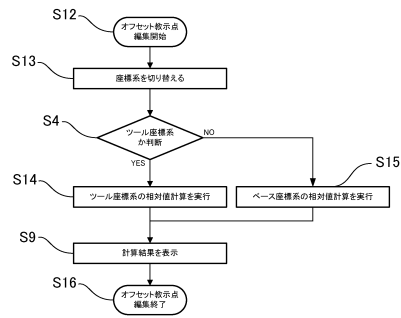 S12
オフセット教示点
編集開始
S13
座標系を切り替える
S4
ツール座標系
か判断
NO
YES
S14
ツール座標系の相対値計算を実行
S15
ベース座標系の相対値計算を実行
S9
計算結果を表示
S16
オフセット教示点
編集終了